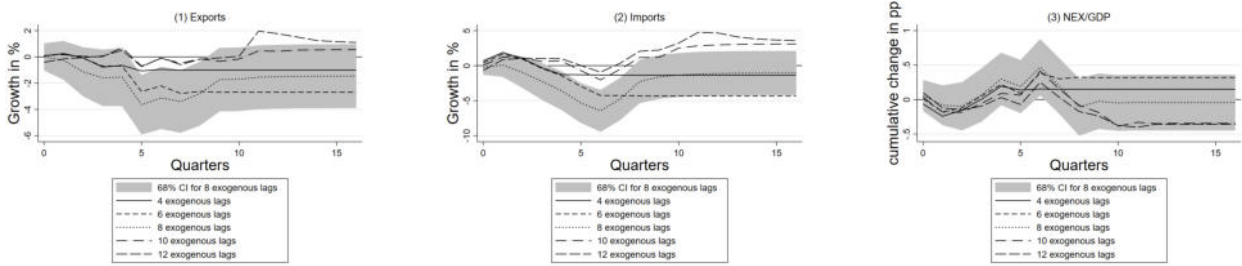 (1) Exports
Growth in %
2
0
-2
-4
-6
0
5
10
15
Quarters
68% CI for 8 exogenous lags
4 exogenous lags
6 exogenous lags
8 exogenous lags
10 exogenous lags
12 exogenous lags
(2) Imports
Growth in %
5
0
-5
-10
0
5
10
15
Quarters
68% CI for 8 exogenous lags
4 exogenous lags
6 exogenous lags
8 exogenous lags
10 exogenous lags
12 exogenous lags
(3) NEX/GDP
cumulative change in pp
1
.5
0
-.5
0
5
10
15
Quarters
68% CI for 8 exogenous lags
4 exogenous lags
6 exogenous lags
8 exogenous lags
10 exogenous lags
12 exogenous lags